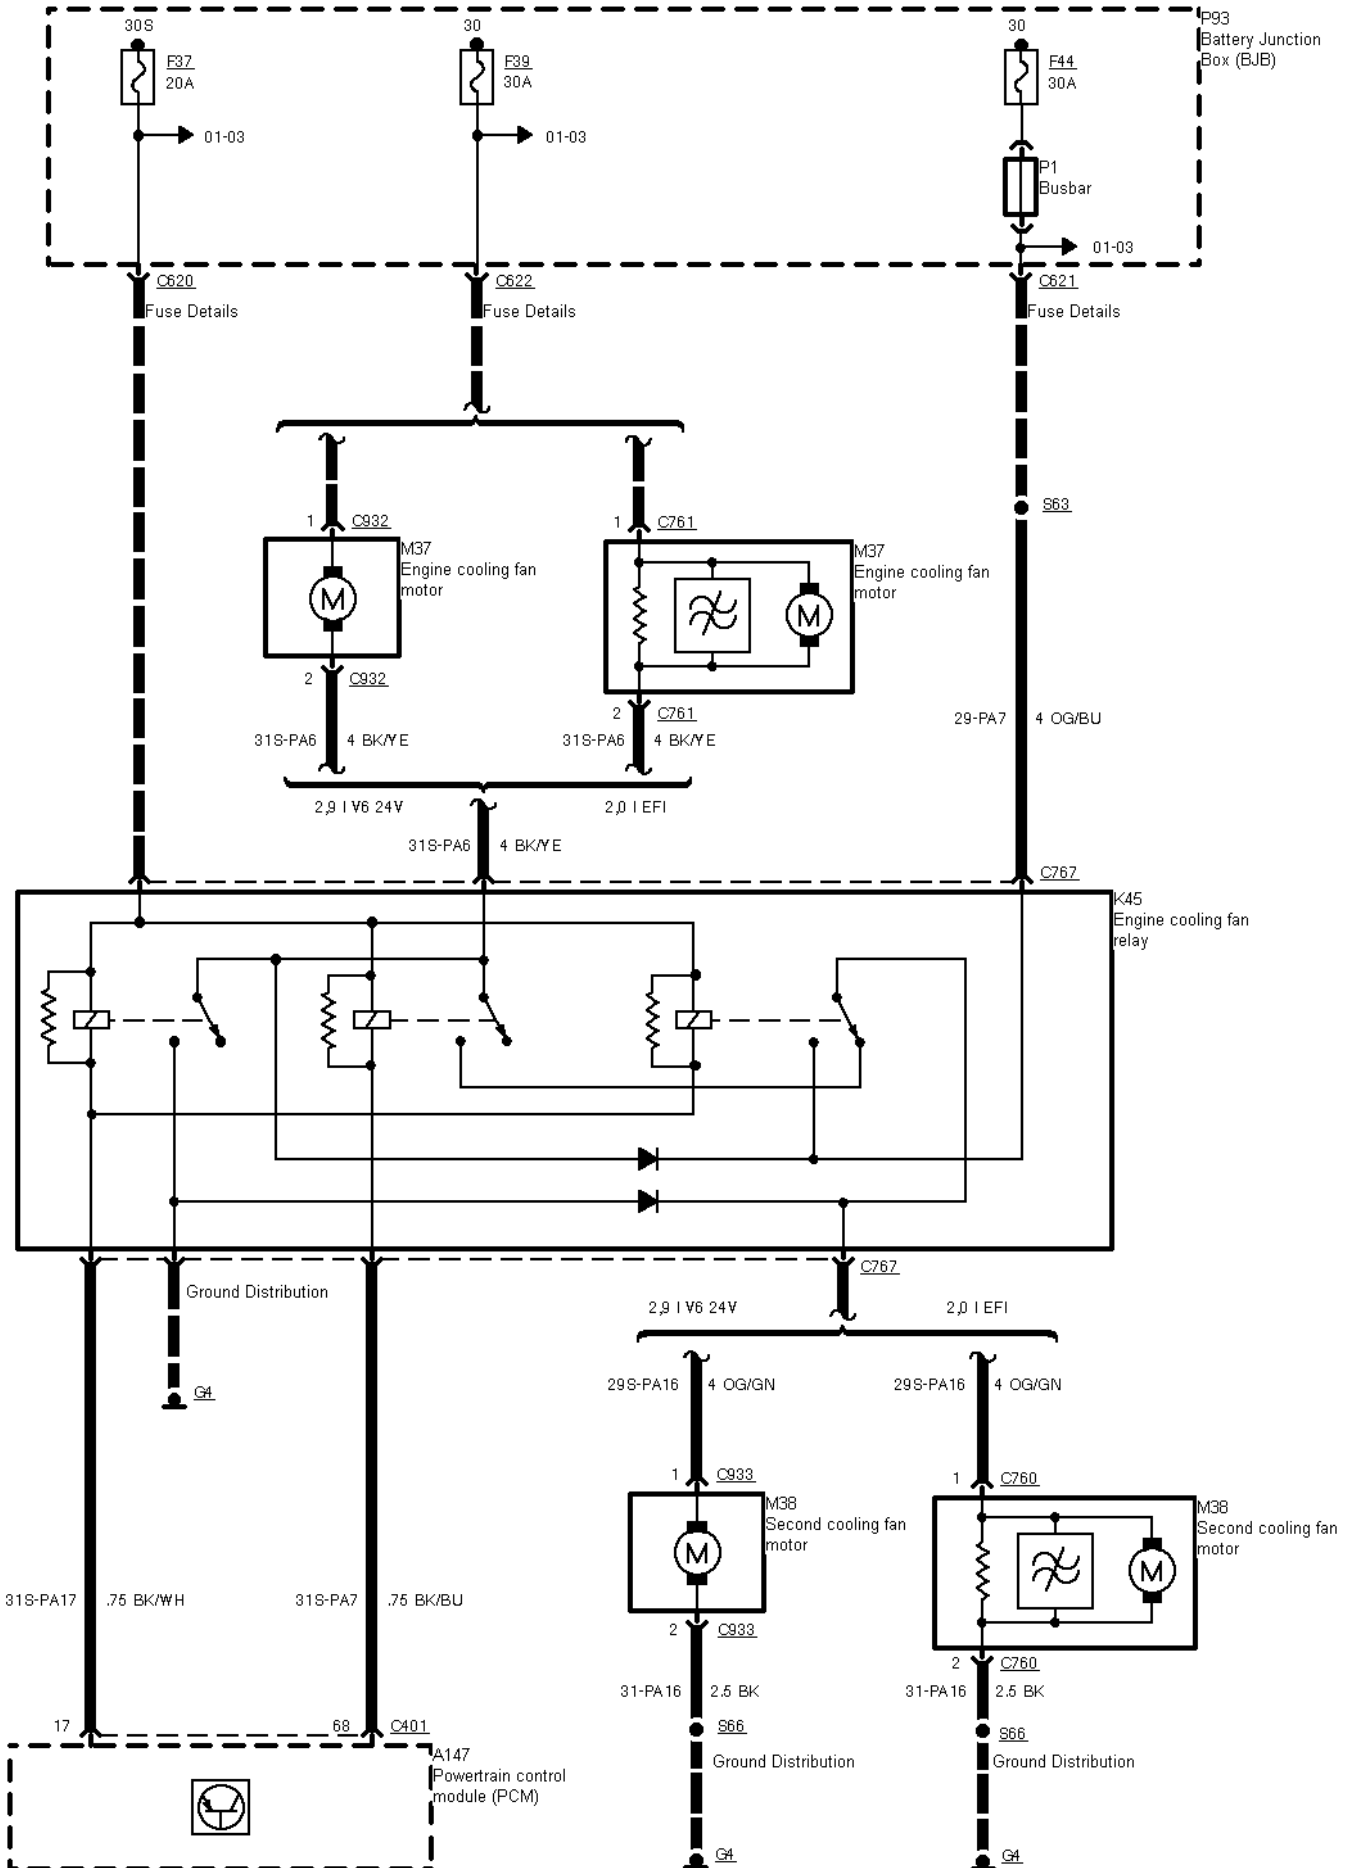 30S
30
30
P93
Battery Junction
Box (BJB)
F37
20A
F39
30A
F44
30A
01-03
01-03
P1
Busbar
01-03
C620
C622
C621
Fuse Details
Fuse Details
Fuse Details
S63
1 C932
1 C761
M37
Engine cooling fan
motor
M37
Engine cooling fan
motor
M
M
2 C932
2 C761
29-PA7 4 OG/BU
31S-PA6 4 BK/YE
31S-PA6 4 BK/YE
2,9 l V6 24V
2,0 l EFI
31S-PA6 4 BK/YE
C767
K45
Engine cooling fan
relay
C767
Ground Distribution
2,9 l V6 24V
2,0 l EFI
G4
29S-PA16 4 OG/GN
29S-PA16 4 OG/GN
1 C933
1 C760
M38
Second cooling fan
motor
M38
Second cooling fan
motor
M
M
31S-PA17 .75 BK/WH
31S-PA7 .75 BK/BU
2 C933
2 C760
31-PA16 2.5 BK
31-PA16 2.5 BK
17
68 C401
S66
S66
A147
Powertrain control
module (PCM)
Ground Distribution
Ground Distribution
G4
G4